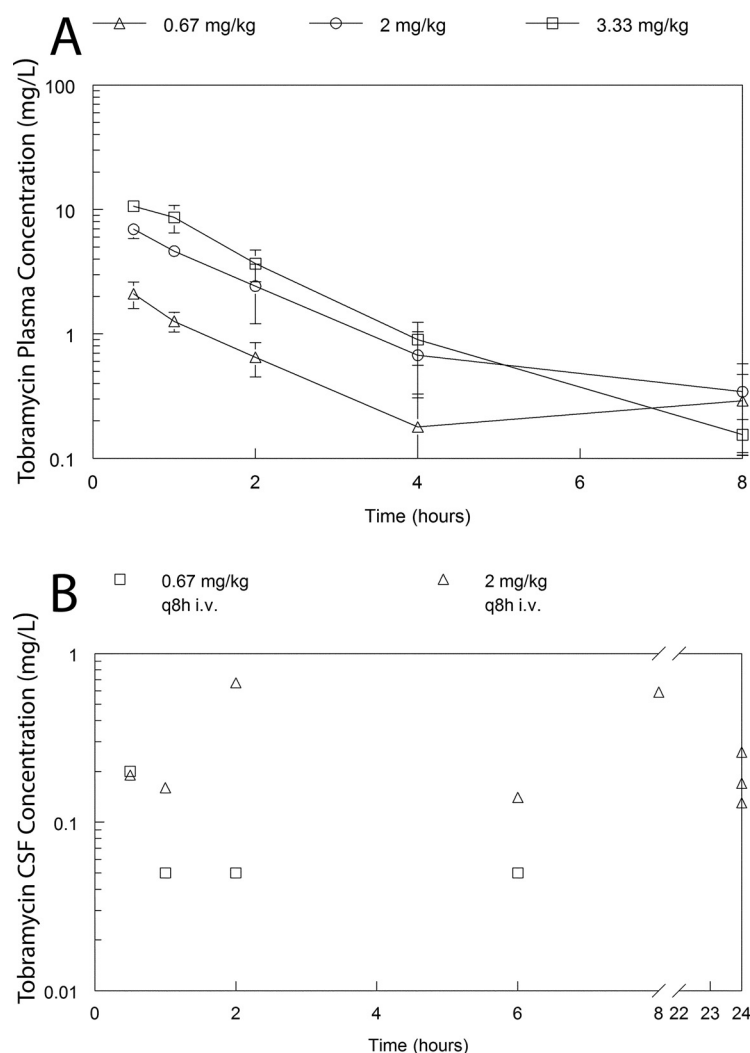 A
0.67 mg/kg 2 mg/kg 3.33 mg/kg
Tobramycin Plasma Concentration (mg/L)
100
10
1
0.1
0 2 4 6 8
Time (hours)
B
0.67 mg/kg 2 mg/kg
q8h i.v. q8h i.v.
Tobramycin CSF Concentration (mg/L)
1
0.1
0.01
0 2 4 6 8 22 23 24
Time (hours)